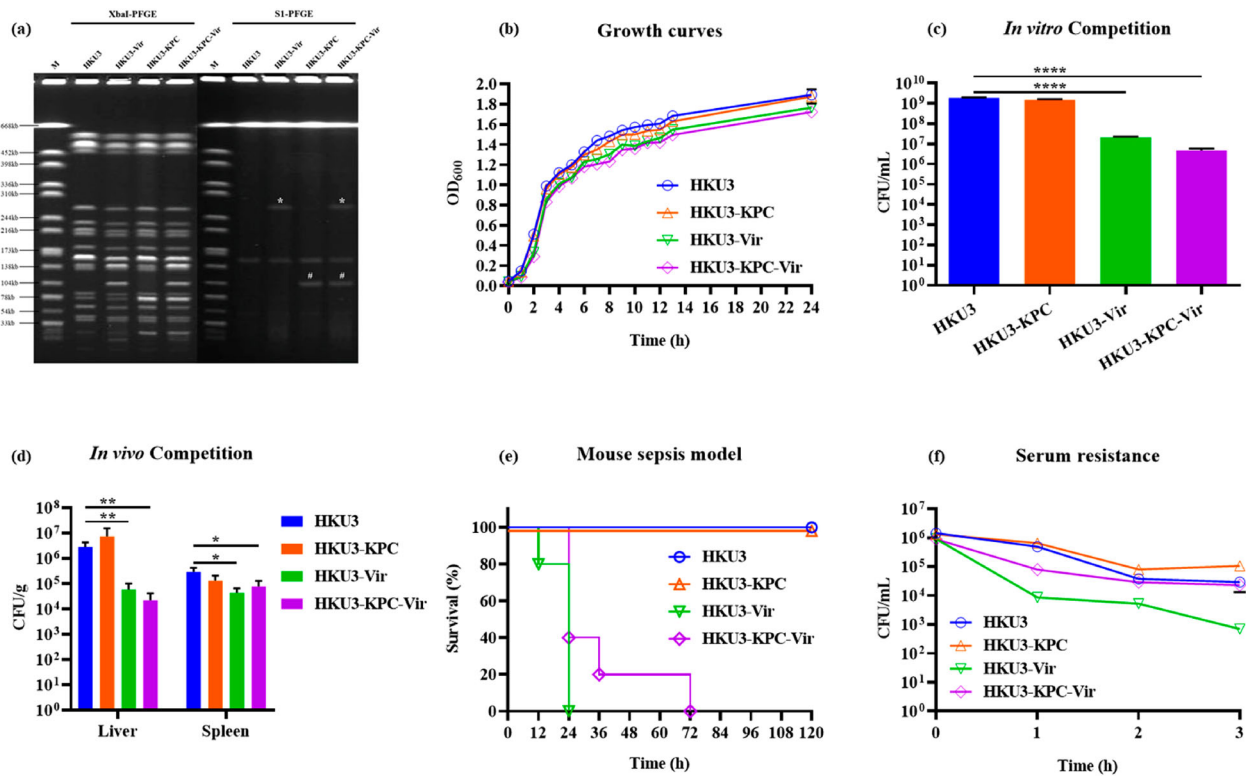 (a)
XbaI-PFGE
S1-PFGE
M
HKU3
HKU3-Vir
HKU3-KPC
HKU3-KPC-Vir
M
HKU3
HKU3-Vir
HKU3-KPC
HKU3-KPC-Vir
668kb
452kb
398kb
336kb
310kb
244kb
216kb
173kb
138kb
104kb
78kb
54kb
33kb
*
*
#
#
(b)
Growth curves
OD600
2.0
1.8
1.6
1.4
1.2
1.0
0.8
0.6
0.4
0.2
0.0
HKU3
HKU3-KPC
HKU3-Vir
HKU3-KPC-Vir
0 2 4 6 8 10 12 14 16 18 20 22 24
Time (h)
(c)
In vitro Competition
****
****
CFU/mL
10^10
10^9
10^8
10^7
10^6
10^5
10^4
10^3
10^2
10^1
10^0
HKU3
HKU3-KPC
HKU3-Vir
HKU3-KPC-Vir
(d)
In vivo Competition
CFU/g
10^8
10^7
10^6
10^5
10^4
10^3
10^2
10^1
10^0
**
**
*
*
HKU3
HKU3-KPC
HKU3-Vir
HKU3-KPC-Vir
Liver
Spleen
(e)
Mouse sepsis model
Survival (%)
100
80
60
40
20
0
HKU3
HKU3-KPC
HKU3-Vir
HKU3-KPC-Vir
0 12 24 36 48 60 72 84 96 108 120
Time (h)
(f)
Serum resistance
CFU/mL
10^7
10^6
10^5
10^4
10^3
10^2
10^1
10^0
HKU3
HKU3-KPC
HKU3-Vir
HKU3-KPC-Vir
0 1 2 3
Time (h)